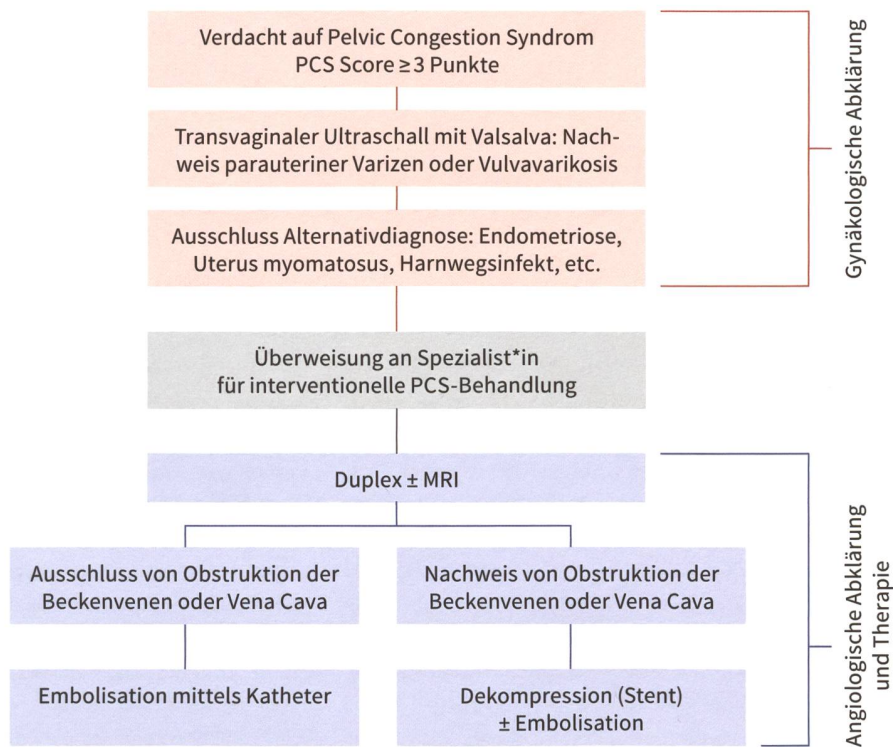 Verdacht auf Pelvic Congestion Syndrom
PCS Score ≥ 3 Punkte
Transvaginaler Ultraschall mit Valsalva: Nach-
weis parauteriner Varizen oder Vulvavarikosis
Ausschluss Alternativdiagnose: Endometriose,
Uterus myomatosus, Harnwegsinfekt, etc.
Gynäkologische Abklärung
Überweisung an Spezialist*in
für interventionelle PCS-Behandlung
Duplex ± MRI
Ausschluss von Obstruktion der
Beckenvenen oder Vena Cava
Nachweis von Obstruktion der
Beckenvenen oder Vena Cava
Embolisation mittels Katheter
Dekompression (Stent)
± Embolisation
Angiologische Abklärung
und Therapie